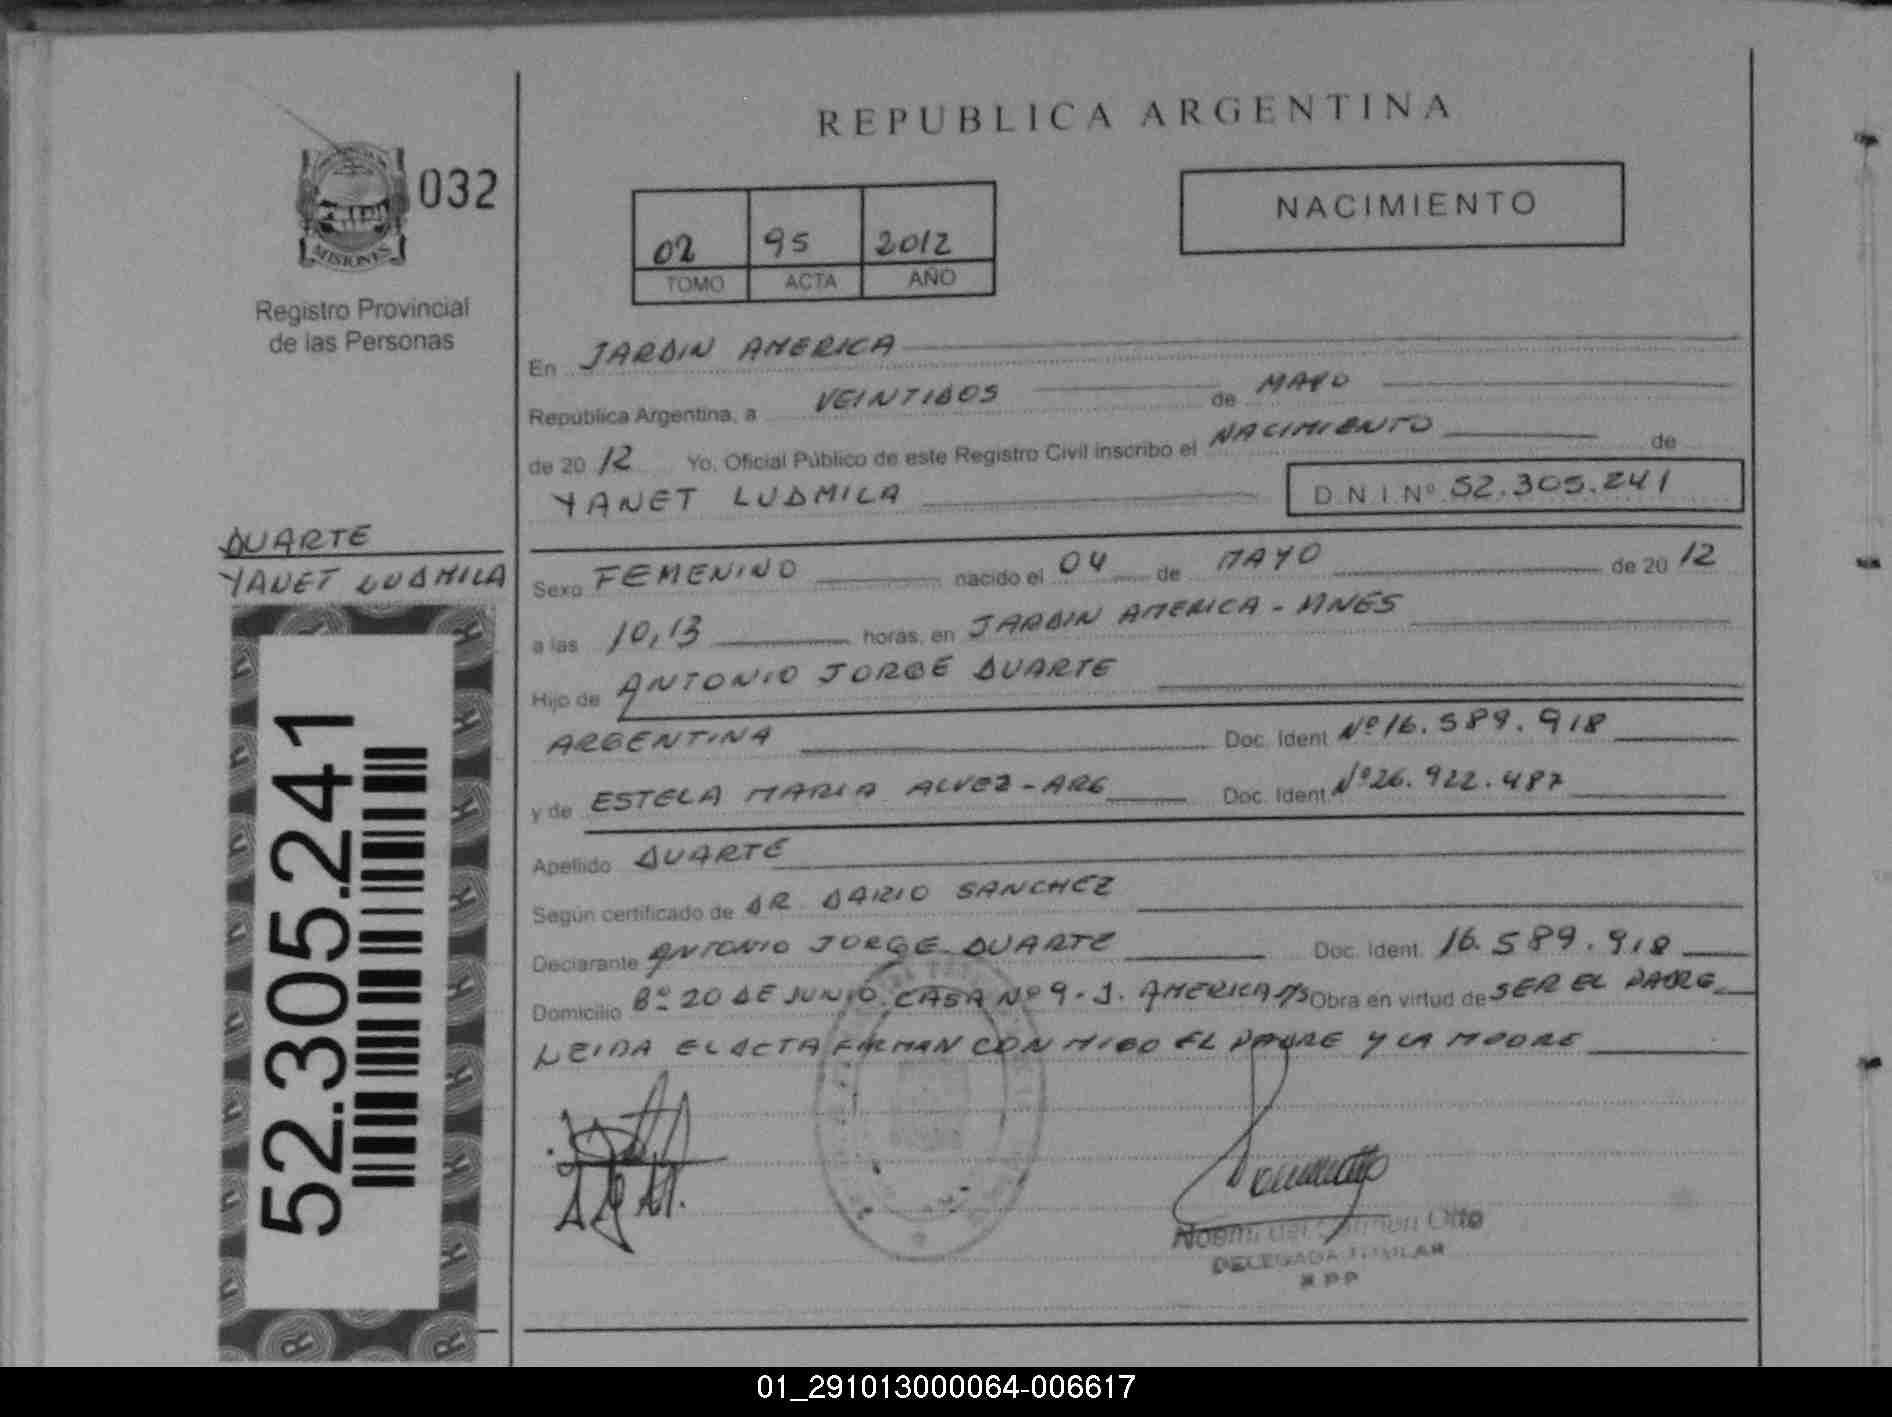 REPUBLICA ARGENTINA
032
MISIONES
Registro Provincial
de las Personas
02 95 2012
TOMO ACTA AÑO
NACIMIENTO
En JARDIN AMERICA
República Argentina, a VEINTIDOS de MAYO
de 20 12 Yo, Oficial Público de este Registro Civil inscribo el NACIMIENTO de
YANET LUDMILA D.N.I. Nº 52.305.241
DUARTE
YANET LUDMILA
Sexo FEMENINO nacido el 04 de MAYO de 20 12
a las 10,13 horas, en JARDIN AMERICA - MNES
Hijo de ANTONIO JORGE DUARTE
ARGENTINA Doc. Ident. Nº 16.589.918
y de ESTELA MARIA ALVEZ - ARG Doc. Ident. Nº 26.922.487
Apellido DUARTE
Según certificado de DR. DARIO SANCHEZ
Declarante ANTONIO JORGE DUARTE Doc. Ident. 16.589.918
Domicilio Bº 20 DE JUNIO CASA Nº 9 - J. AMERICA Obra en virtud de SER EL PADRE
LEIDA EL ACTA FIRMAN CON MIGO EL PADRE Y LA MADRE
52.305.241
Noemi del Carmen Otto
DELEGADA TITULAR
RPP
01_291013000064-006617